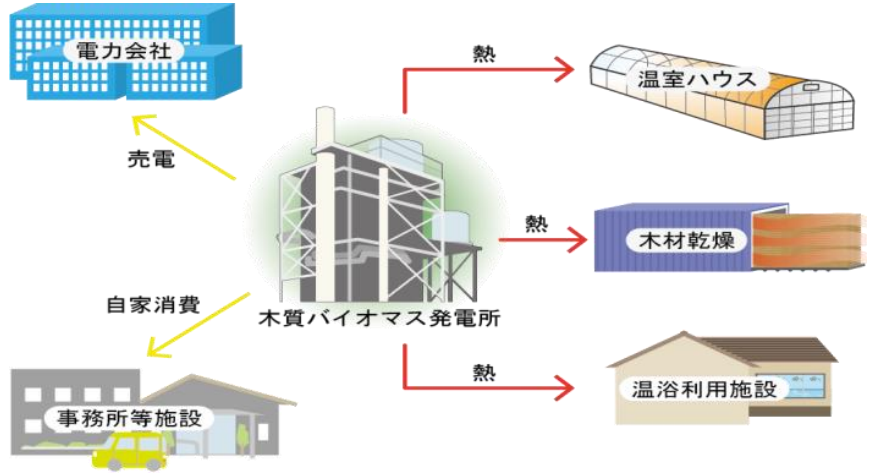 電力会社
熱
温室ハウス
売電
熱
木材乾燥
自家消費
木質バイオマス発電所
熱
温浴利用施設
事務所等施設